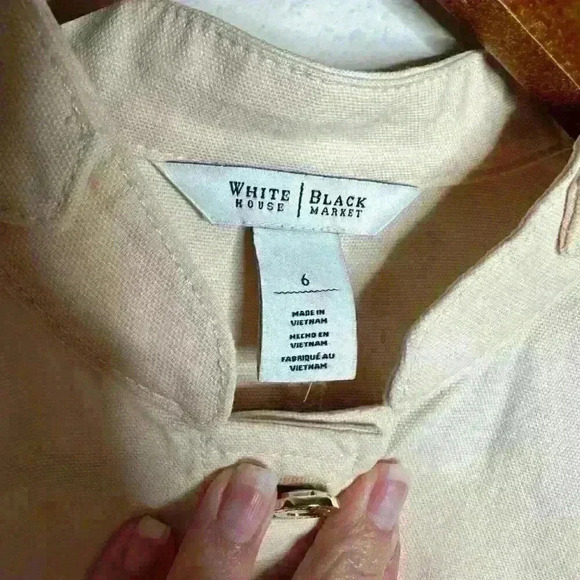 WHITE | BLACK
HOUSE | MARKET
6
MADE IN
VIETNAM
HECHO EN
VIETNAM
FABRIQUÉ AU
VIETNAM